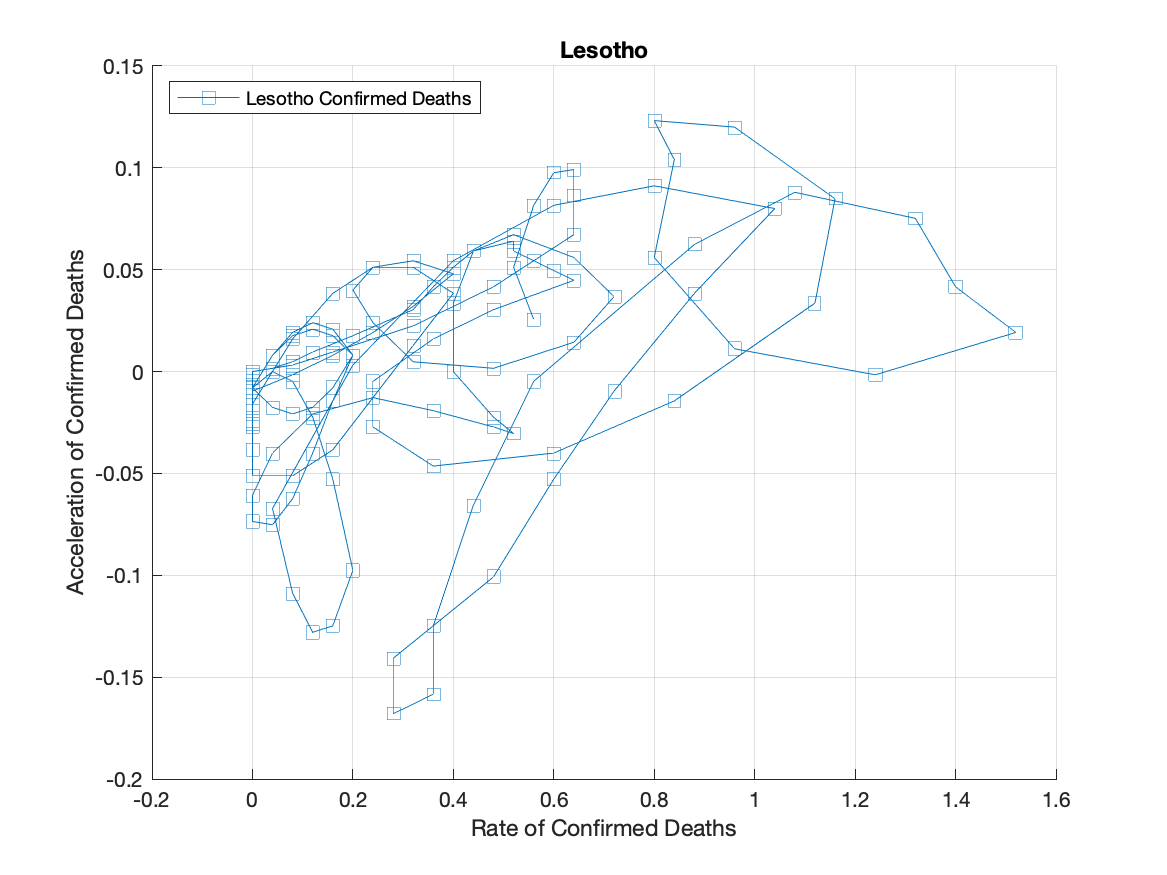 Lesotho
0.15
Lesotho Confirmed Deaths
0.1
0.05
0
-0.05
-0.1
-0.15
-0.2
Acceleration of Confirmed Deaths
-0.2 0 0.2 0.4 0.6 0.8 1 1.2 1.4 1.6
Rate of Confirmed Deaths